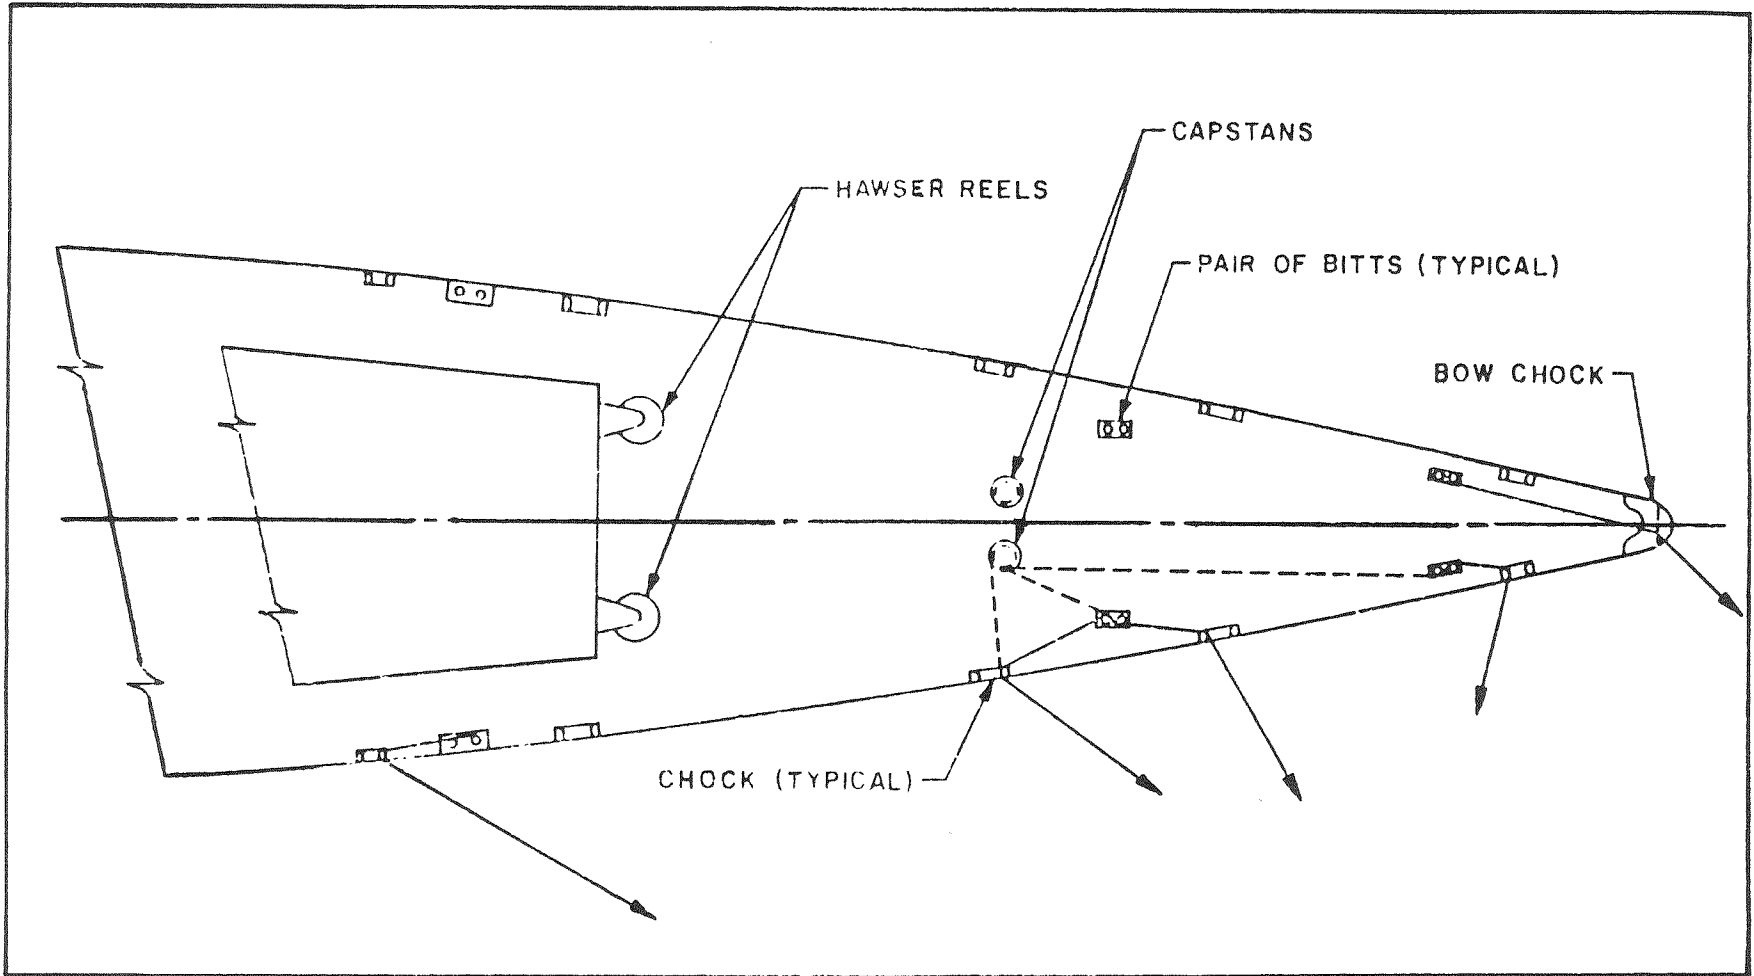 CAPSTANS
HAWSER REELS
PAIR OF BITTS (TYPICAL)
BOW CHOCK
CHOCK (TYPICAL)